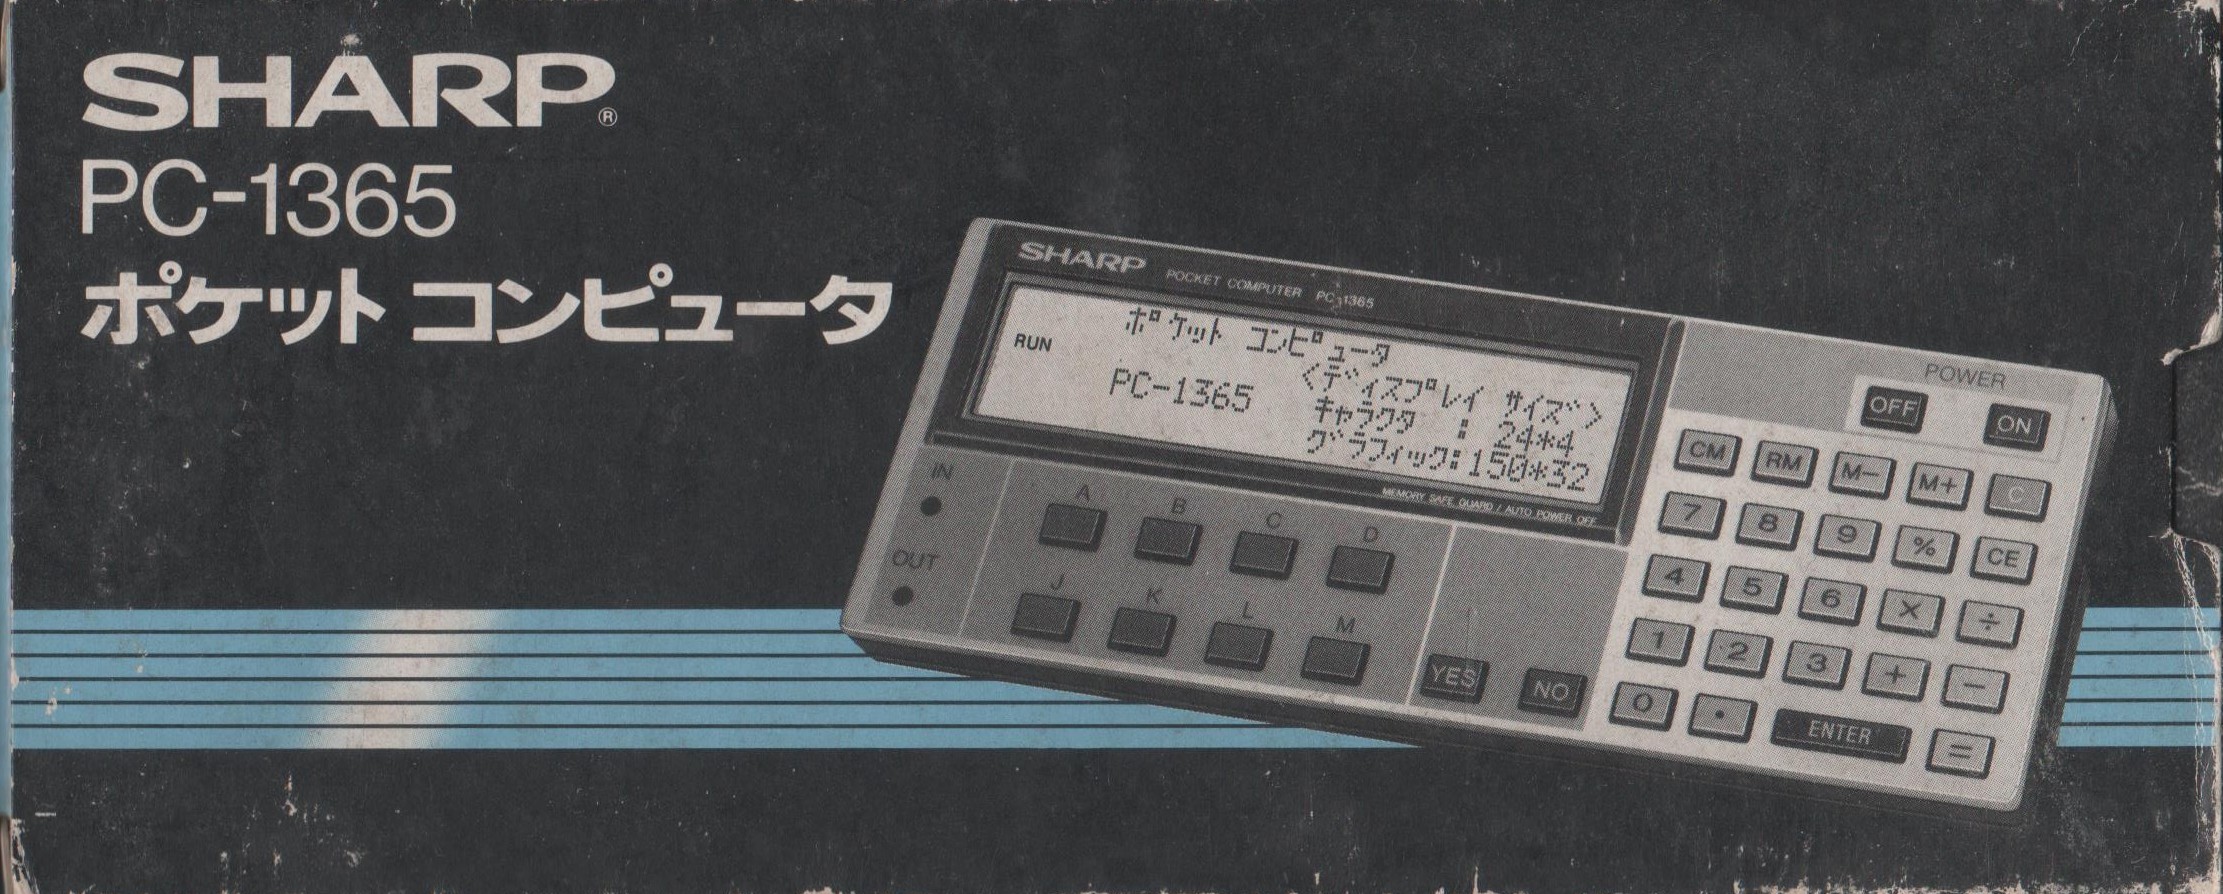 SHARP®
PC-1365
ポケット コンピュータ
SHARP POCKET COMPUTER PC-1365
ポケット コンピュータ
RUN
<ディスプレイ サイズ>
PC-1365
キャラクタ : 24*4
グラフィック:150*32
MEMORY SAFE GUARD / AUTO POWER OFF
POWER
OFF ON
IN
OUT
A B C D
J K L M
YES NO
CM RM M− M+ C
7 8 9 % CE
4 5 6 × ÷
1 2 3 + −
0 • ENTER =